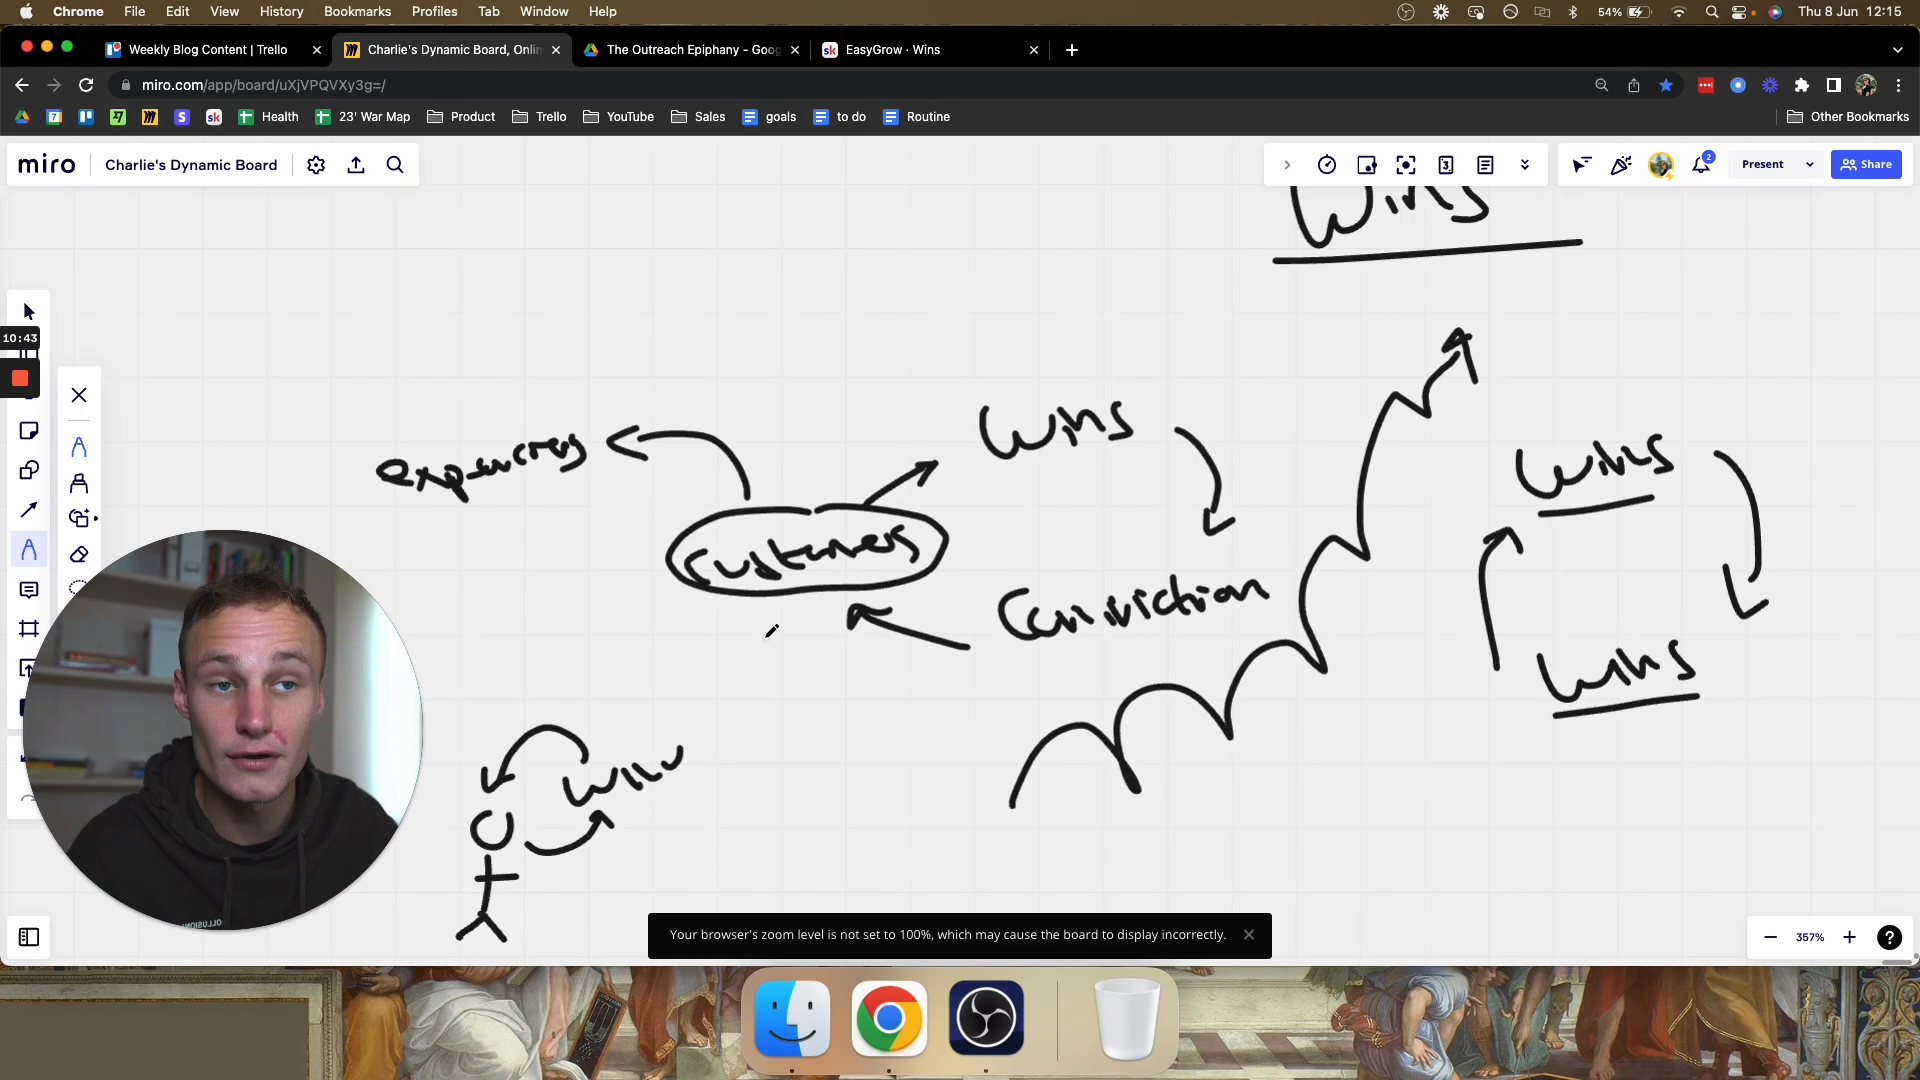 Chrome File Edit View History Bookmarks Profiles Tab Window Help 54% Thu 8 Jun 12:15
Weekly Blog Content | Trello Charlie's Dynamic Board, Onlin The Outreach Epiphany - Goog sk EasyGrow · Wins
miro.com/app/board/uXjVPQVXy3g=/
7 S sk Health 23' War Map Product Trello YouTube Sales goals to do Routine Other Bookmarks
miro Charlie's Dynamic Board 2 Present Share
Wins
10:43
Wins
Wins
Customers
Conviction
Wins
357%
Your browser's zoom level is not set to 100%, which may cause the board to display incorrectly.